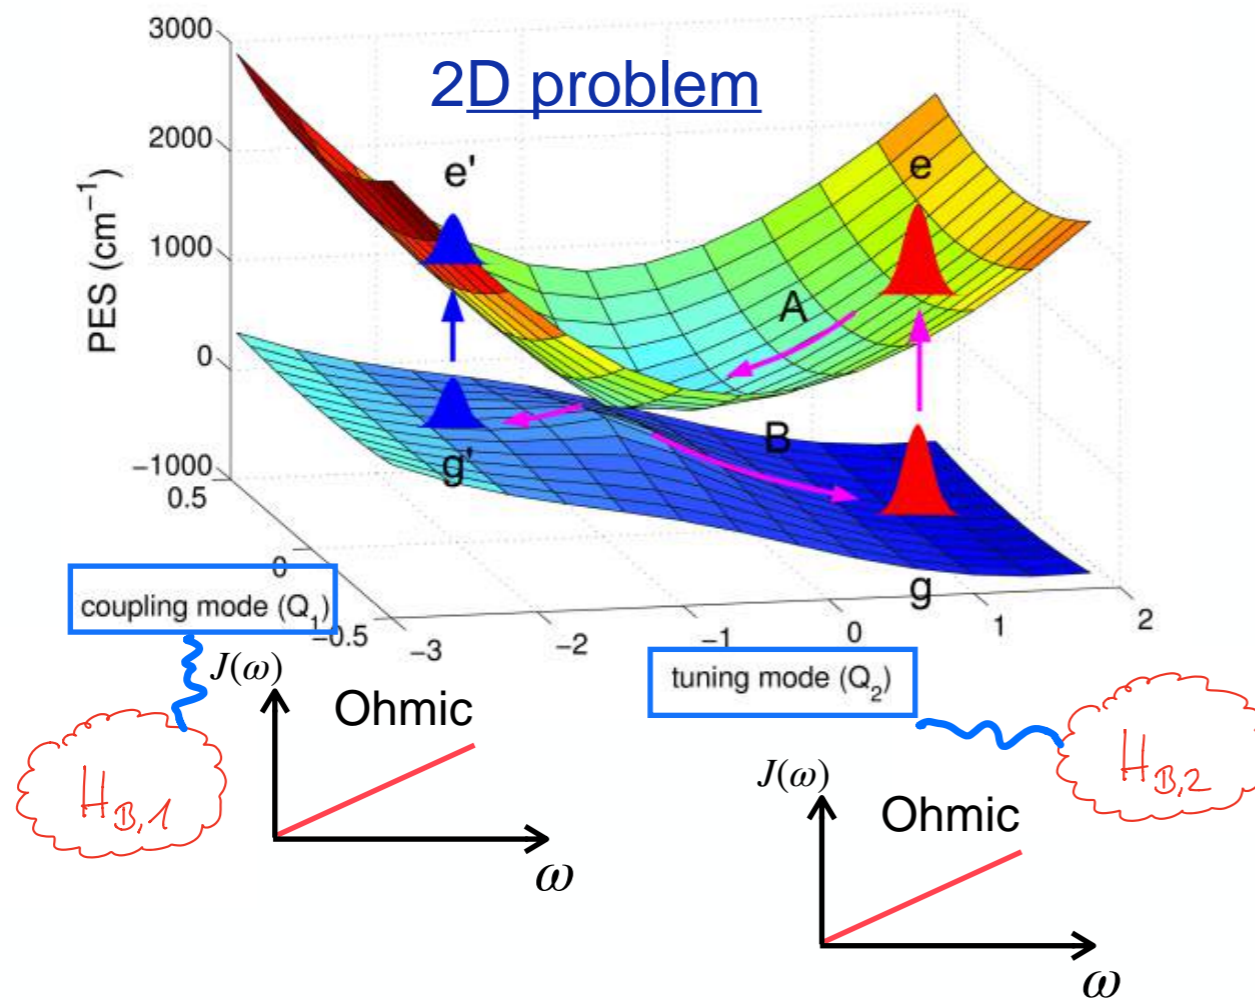 3000
2D problem
2000
e'
e
PES (cm⁻¹)
1000
A
0
B
−1000
g'
0.5
0
g
coupling mode (Q₁)
−0.5
−3
−2
−1
0
1
2
tuning mode (Q₂)
J(ω)
Ohmic
H_B,1
ω
J(ω)
Ohmic
H_B,2
ω